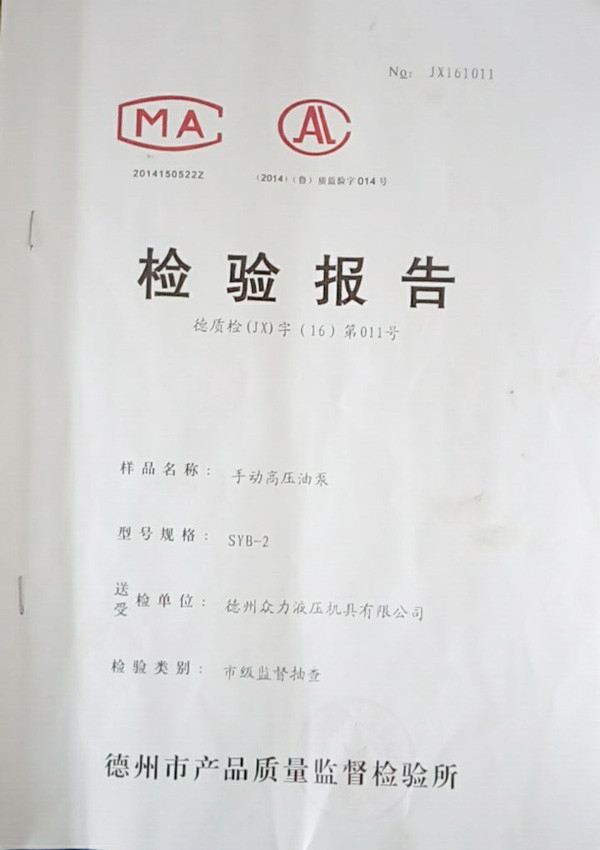 No: JX161011
MA
AL
2014150522Z
(2014)(鲁)质监验字014号
检验报告
德质检(JX)字(16)第011号
样品名称: 手动高压油泵
型号规格: SYB-2
送
受
检单位: 德州众力液压机具有限公司
检验类别: 市级监督抽查
德州市产品质量监督检验所